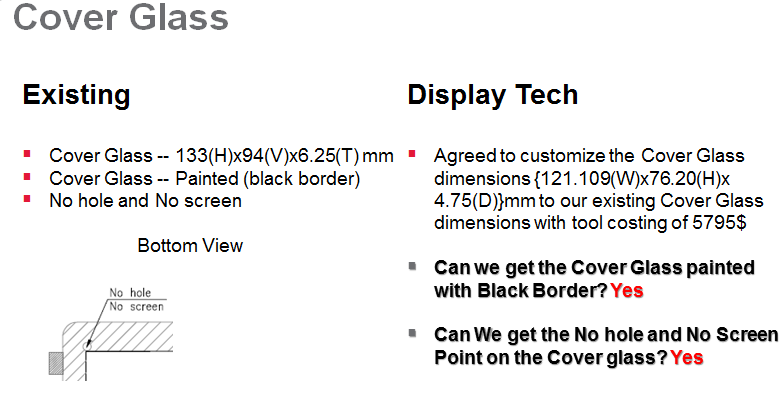 Cover Glass
Existing
Cover Glass -- 133(H)x94(V)x6.25(T) mm
Cover Glass -- Painted (black border)
No hole and No screen
Bottom View
No hole
No screen
Display Tech
Agreed to customize the Cover Glass
dimensions {121.109(W)x76.20(H)x
4.75(D)}mm to our existing Cover Glass
dimensions with tool costing of 5795$
Can we get the Cover Glass painted
with Black Border? Yes
Can We get the No hole and No Screen
Point on the Cover glass? Yes